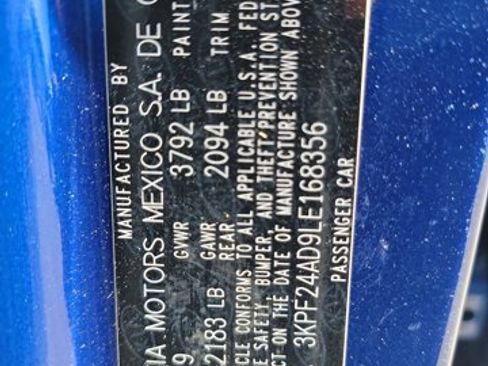 MANUFACTURED BY
IA MOTORS MEXICO S.A. DE
9 GVWR 3792 LB PAINT
2183 LB GAWR REAR 2094 LB TRIM
CLE CONFORMS TO ALL APPLICABLE U.S.A. FED
E SAFETY, BUMPER, AND THEFT PREVENTION ST
CT ON THE DATE OF MANUFACTURE SHOWN ABOVE
3KPF24AD9LE168356
PASSENGER CAR